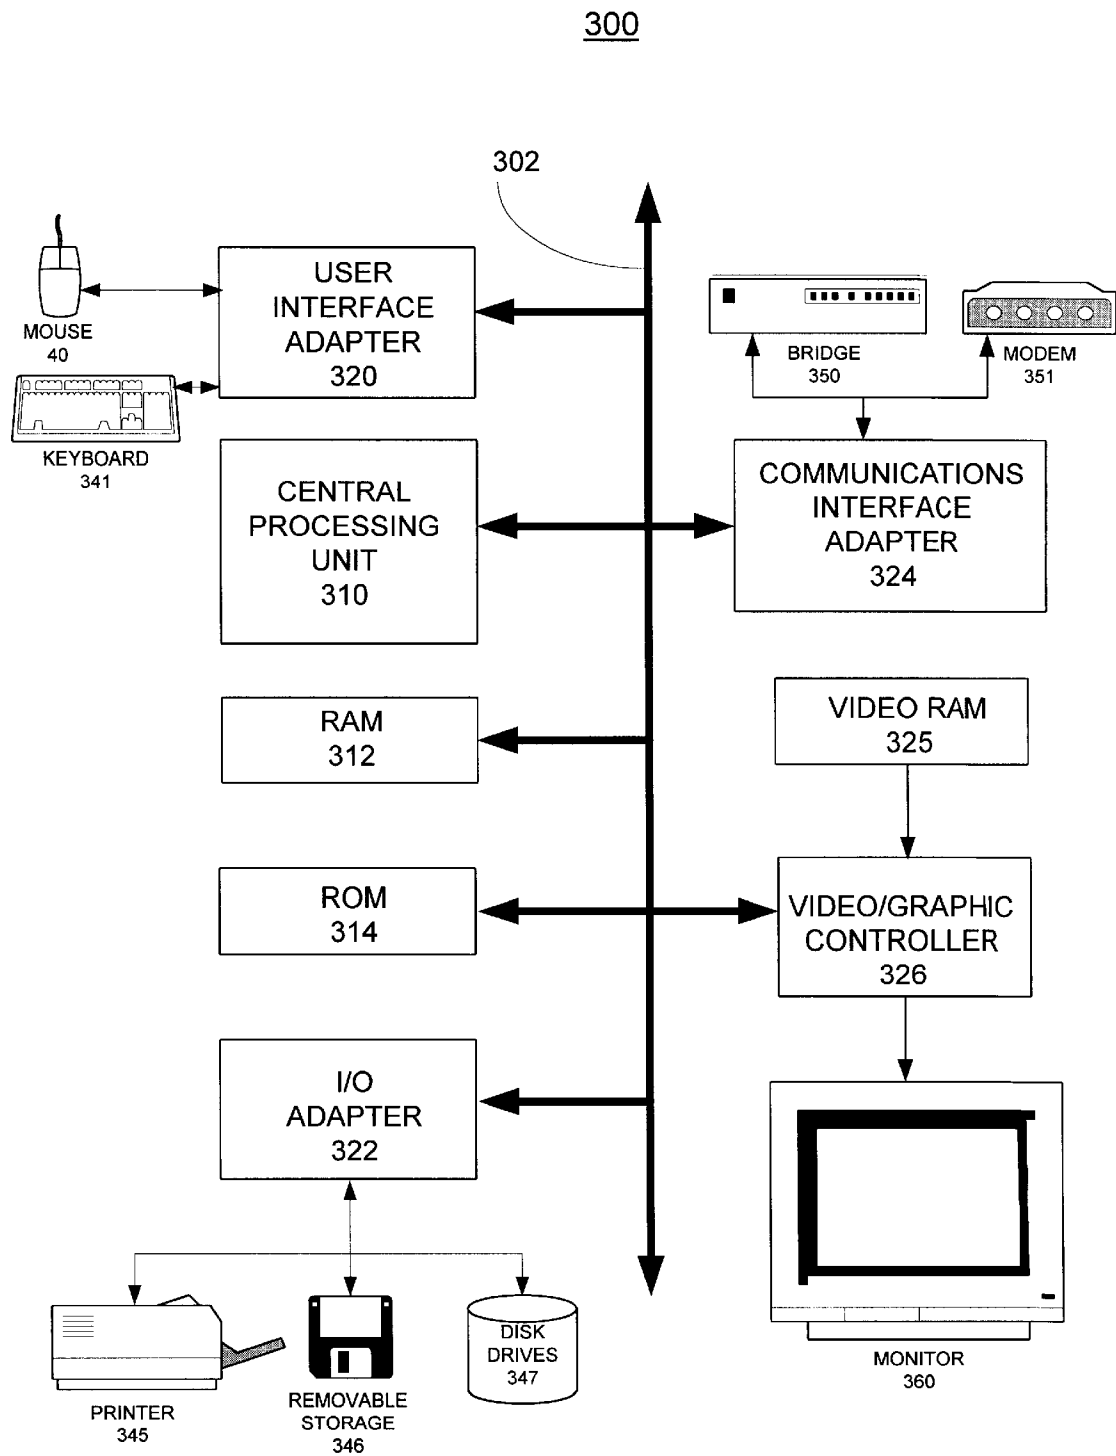 300
302
MOUSE
40
USER
INTERFACE
ADAPTER
320
BRIDGE
350
MODEM
351
KEYBOARD
341
CENTRAL
PROCESSING
UNIT
310
COMMUNICATIONS
INTERFACE
ADAPTER
324
RAM
312
VIDEO RAM
325
ROM
314
VIDEO/GRAPHIC
CONTROLLER
326
I/O
ADAPTER
322
PRINTER
345
REMOVABLE
STORAGE
346
DISK
DRIVES
347
MONITOR
360